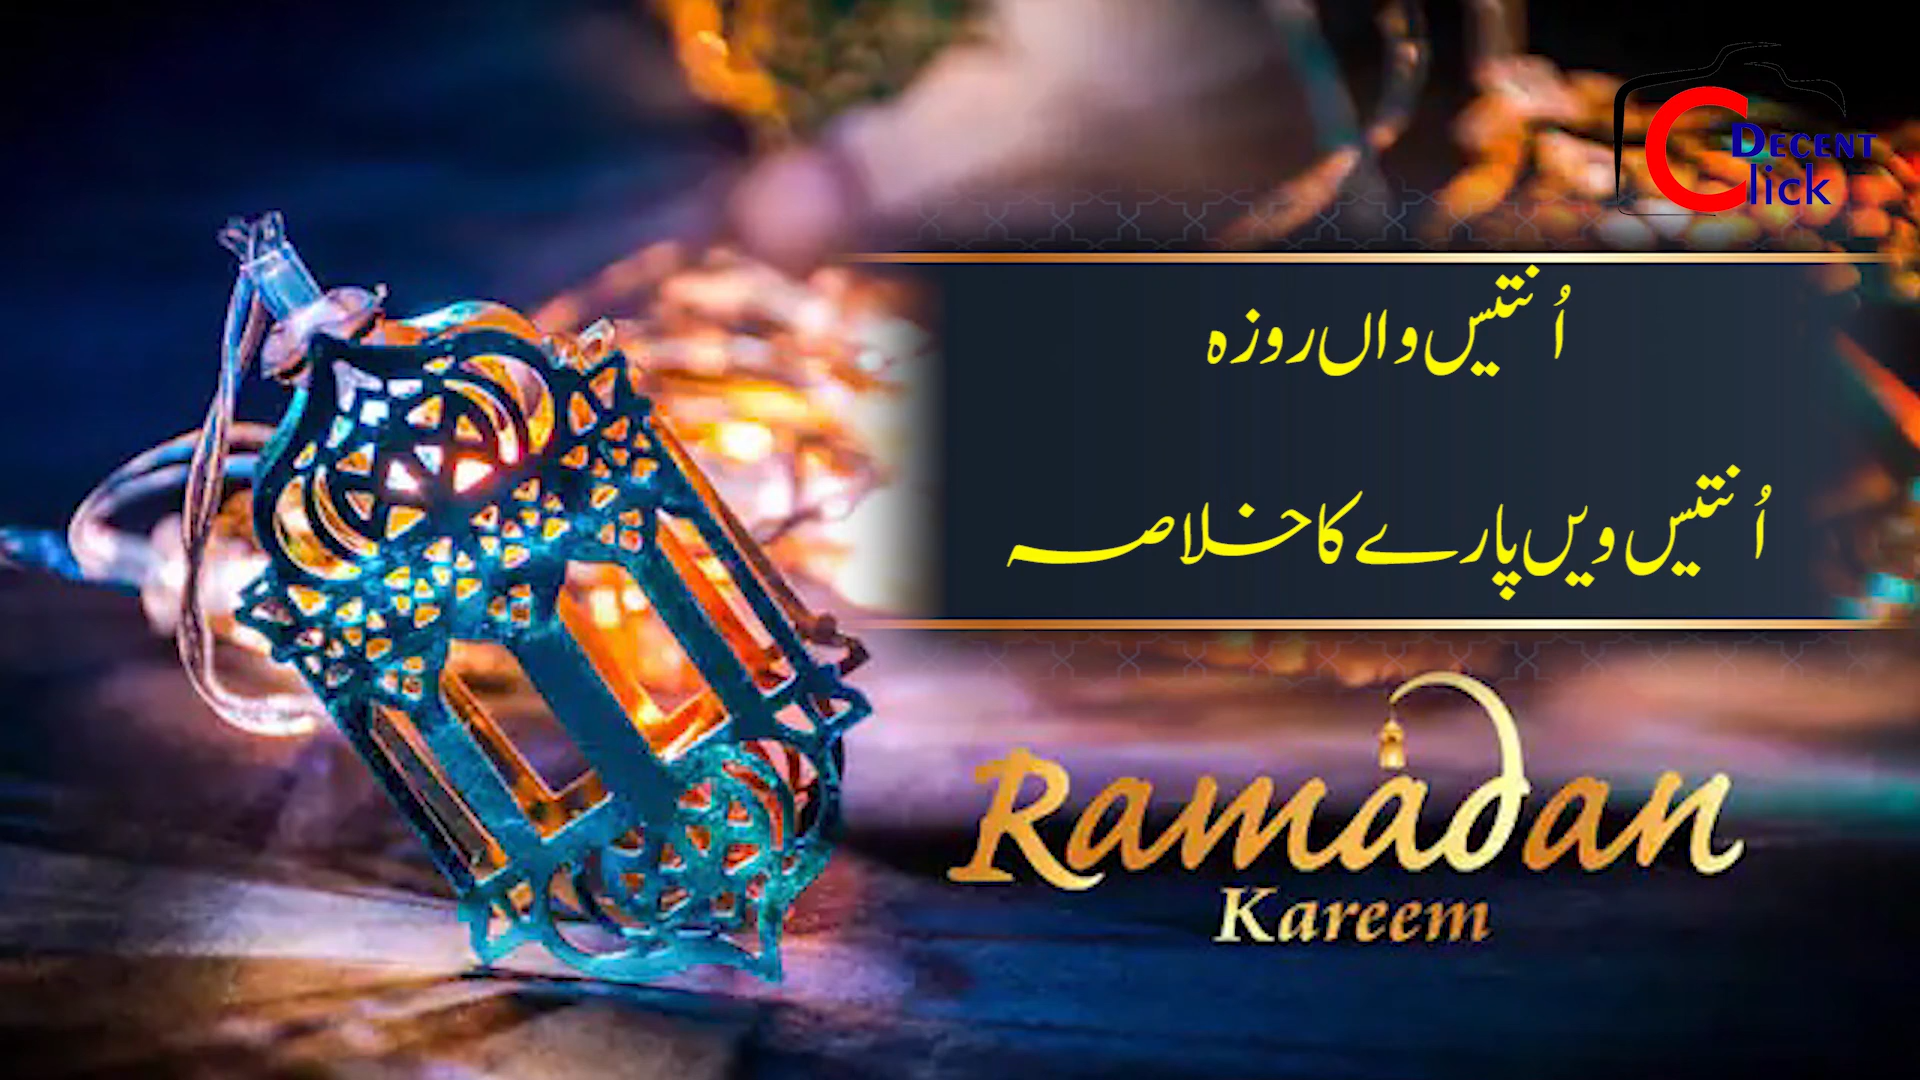 Decent
Click
اُنتیس واں روزہ
اُنتیس ویں پارے کا خلاصہ
Ramadan
Kareem